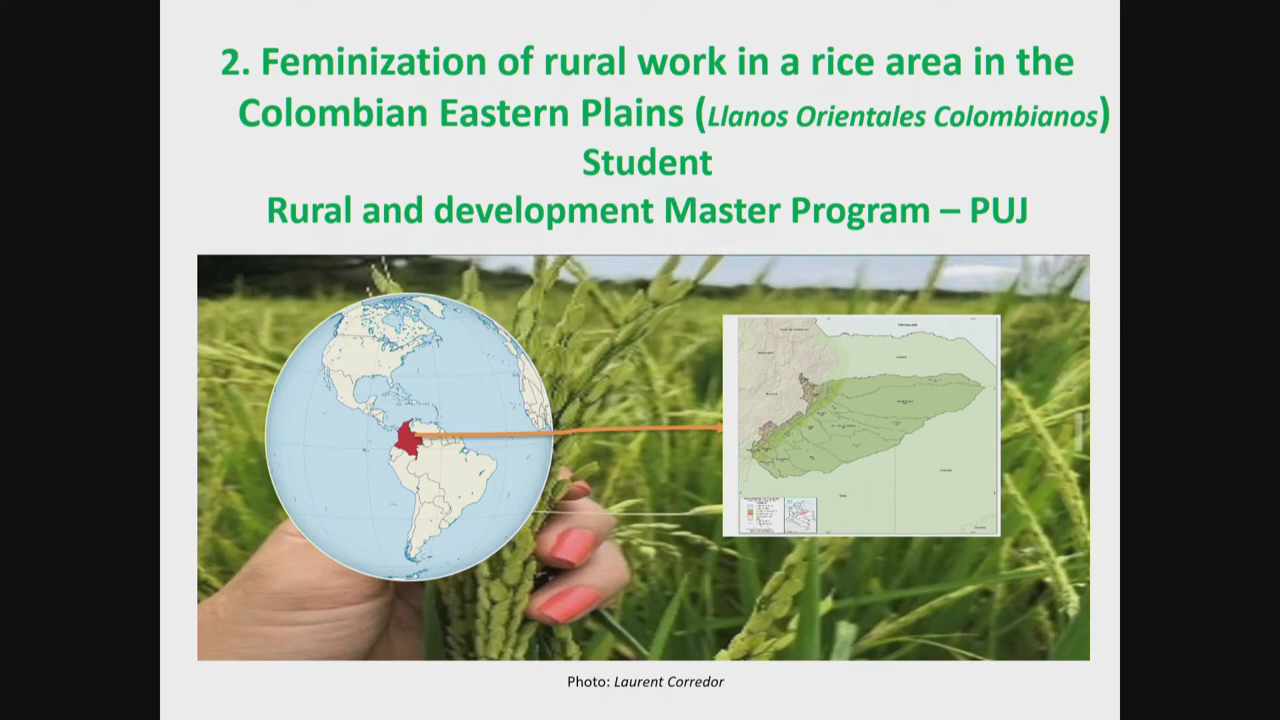 2. Feminization of rural work in a rice area in the
Colombian Eastern Plains (Llanos Orientales Colombianos)
Student
Rural and development Master Program – PUJ
Photo: Laurent Corredor